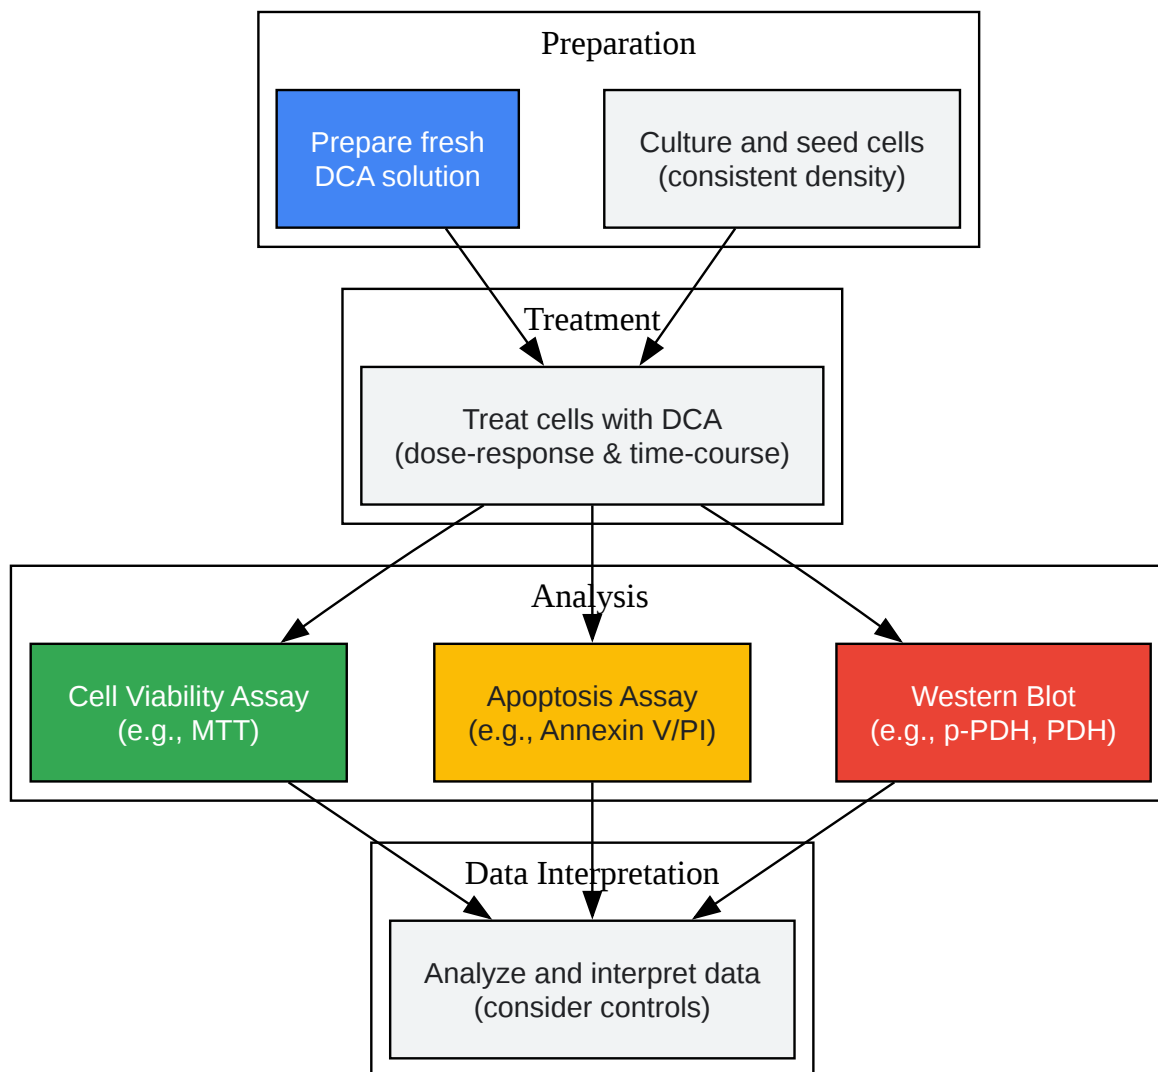 Preparation
Prepare fresh
DCA solution
Culture and seed cells
(consistent density)
Treatment
Treat cells with DCA
(dose-response & time-course)
Analysis
Cell Viability Assay
(e.g., MTT)
Apoptosis Assay
(e.g., Annexin V/PI)
Western Blot
(e.g., p-PDH, PDH)
Data Interpretation
Analyze and interpret data
(consider controls)